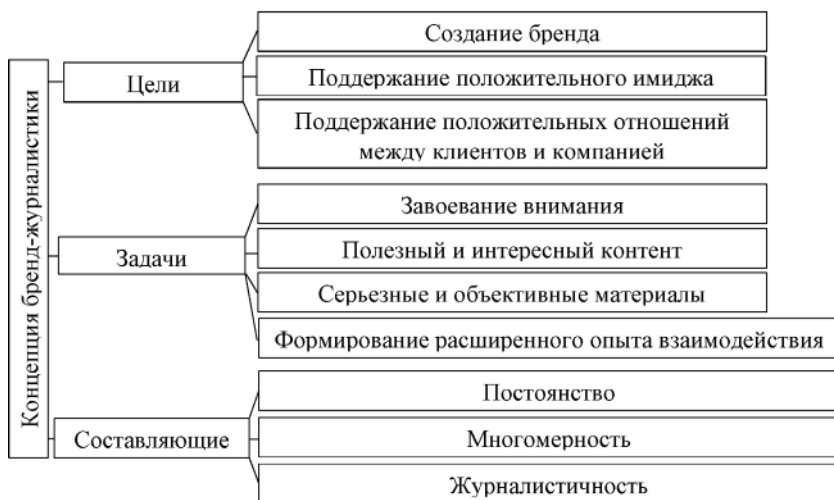 Концепция бренд-журналистики
Цели
Создание бренда
Поддержание положительного имиджа
Поддержание положительных отношений
между клиентов и компанией
Задачи
Завоевание внимания
Полезный и интересный контент
Серьезные и объективные материалы
Формирование расширенного опыта взаимодействия
Составляющие
Постоянство
Многомерность
Журналистичность